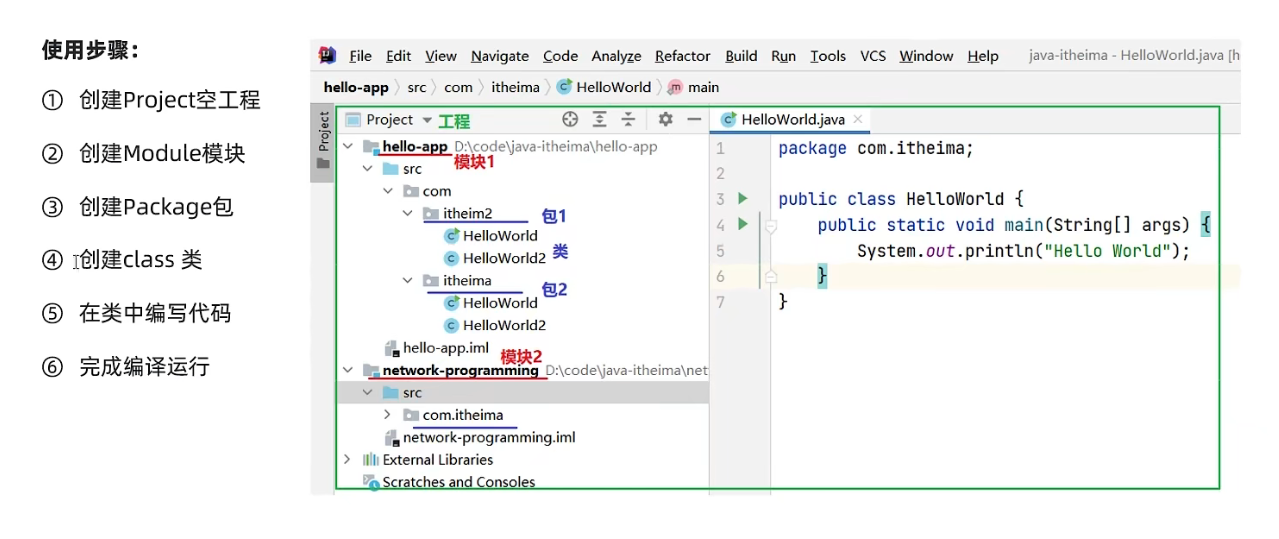 使用步骤：
① 创建Project空工程
② 创建Module模块
③ 创建Package包
④ 创建class 类
⑤ 在类中编写代码
⑥ 完成编译运行
File Edit View Navigate Code Analyze Refactor Build Run Tools VCS Window Help java-itheima - HelloWorld.java [h
hello-app src com itheima HelloWorld main
Project
Project 工程
hello-app D:\code\java-itheima\hello-app
模块1
src
com
itheim2 包1
HelloWorld
HelloWorld2 类
itheima 包2
HelloWorld
HelloWorld2
hello-app.iml
模块2
network-programming D:\code\java-itheima\net
src
com.itheima
network-programming.iml
External Libraries
Scratches and Consoles
HelloWorld.java
1 package com.itheima;
2
3 public class HelloWorld {
4 public static void main(String[] args) {
5 System.out.println("Hello World");
6 }
7 }